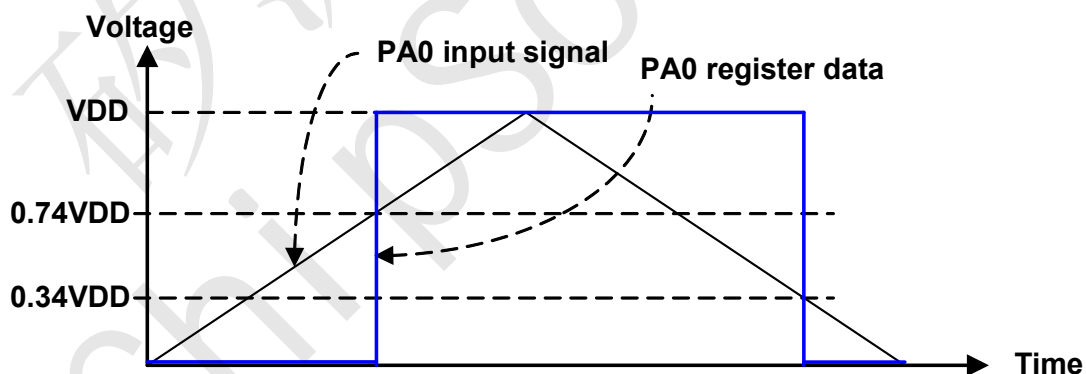 Voltage
PA0 input signal
PA0 register data
VDD
0.74VDD
0.34VDD
Time